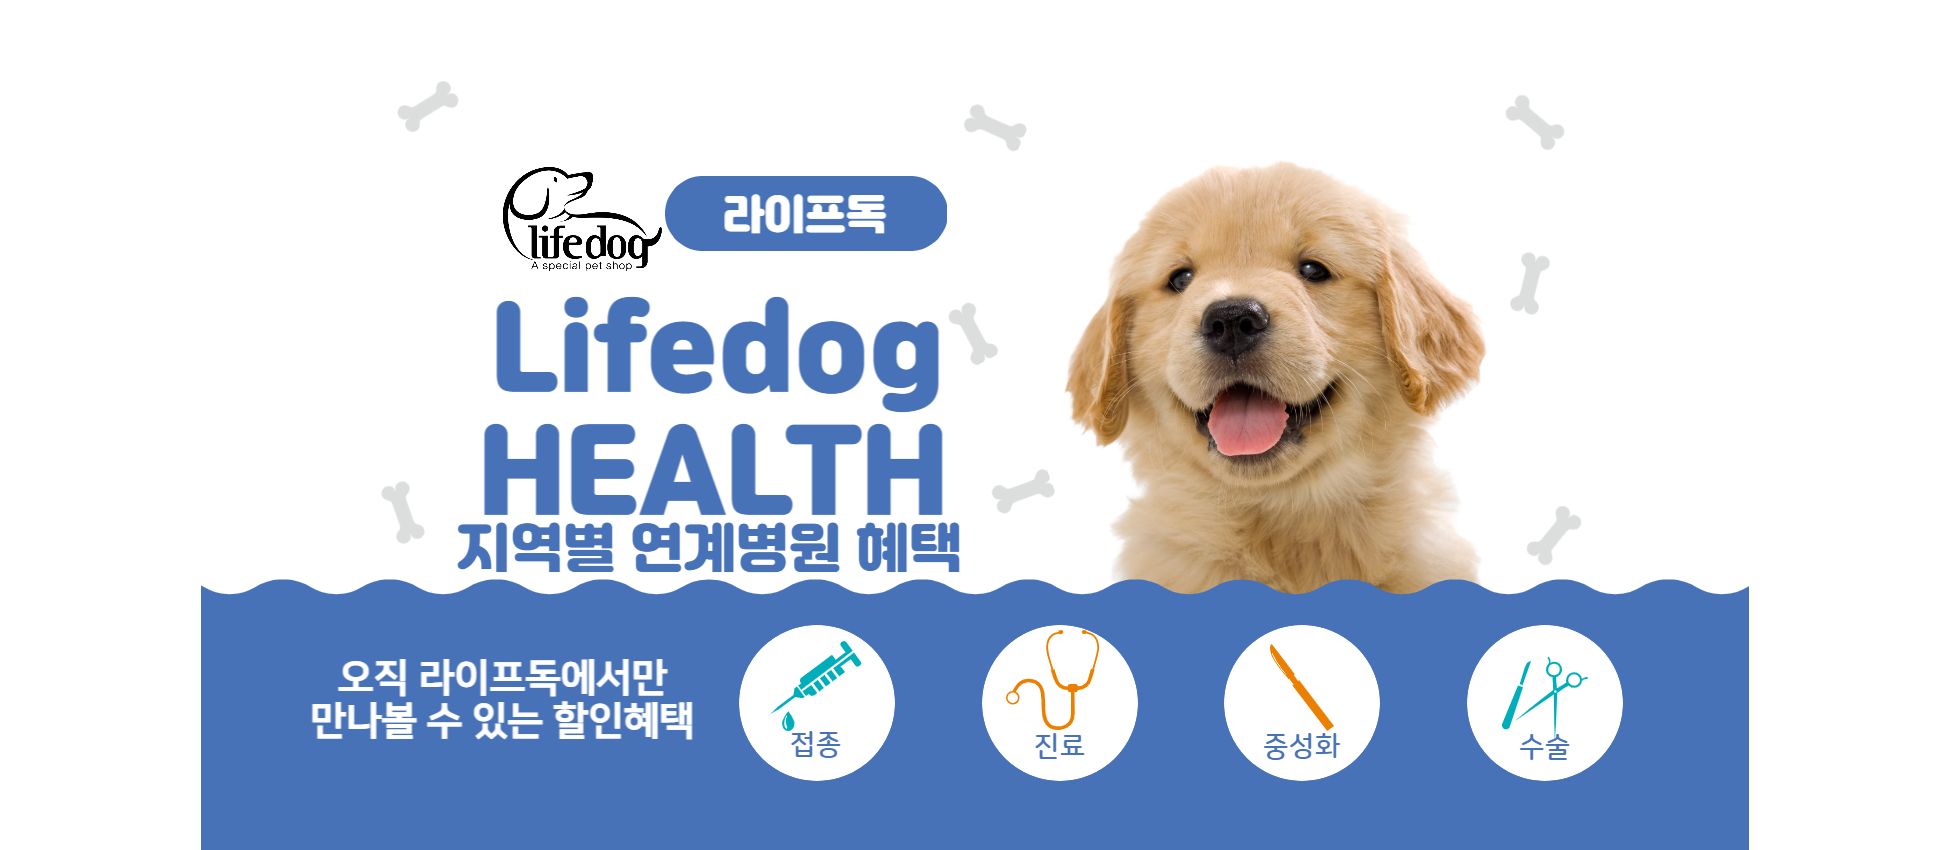 lifedog
A special pet shop
라이프독
Lifedog
HEALTH
지역별 연계병원 혜택
오직 라이프독에서만
만나볼 수 있는 할인혜택
접종
진료
중성화
수술